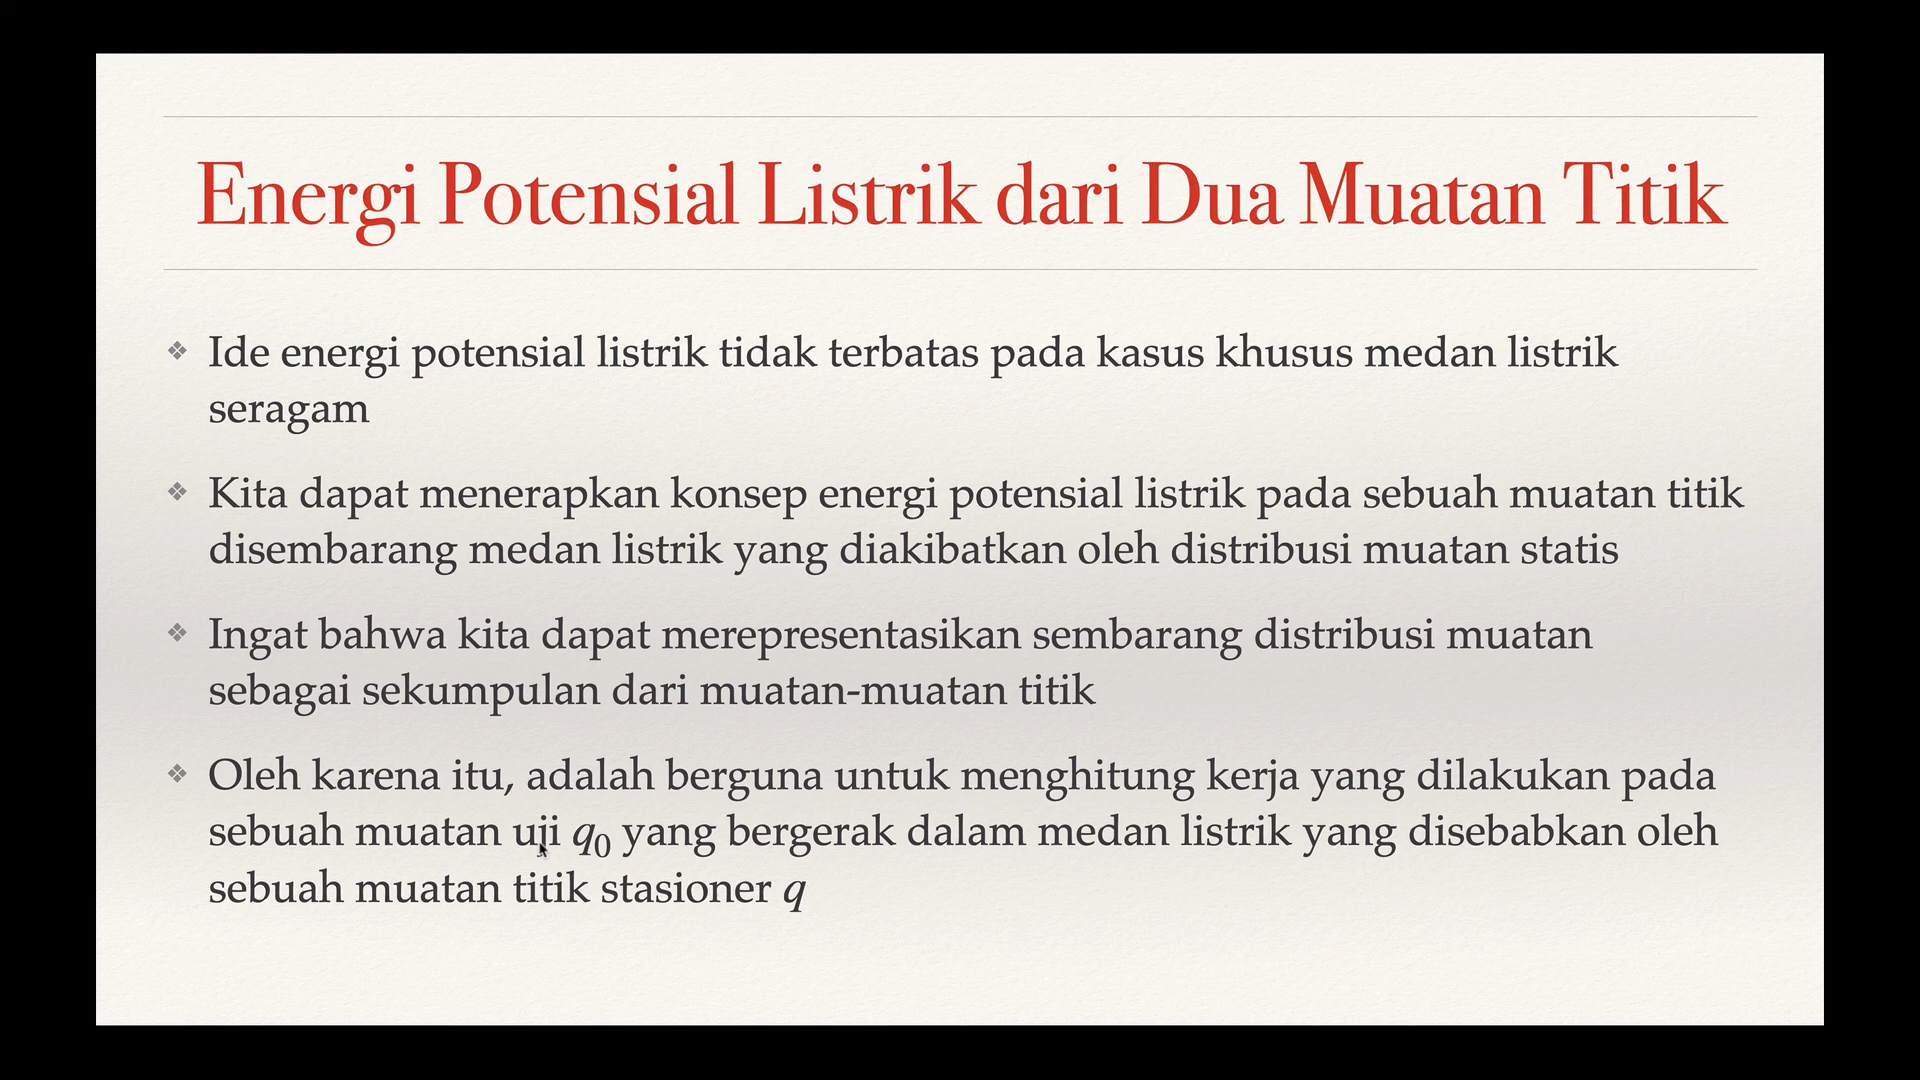 Energi Potensial Listrik dari Dua Muatan Titik
❖ Ide energi potensial listrik tidak terbatas pada kasus khusus medan listrik
seragam
❖ Kita dapat menerapkan konsep energi potensial listrik pada sebuah muatan titik
disembarang medan listrik yang diakibatkan oleh distribusi muatan statis
❖ Ingat bahwa kita dapat merepresentasikan sembarang distribusi muatan
sebagai sekumpulan dari muatan-muatan titik
❖ Oleh karena itu, adalah berguna untuk menghitung kerja yang dilakukan pada
sebuah muatan uji q₀ yang bergerak dalam medan listrik yang disebabkan oleh
sebuah muatan titik stasioner q